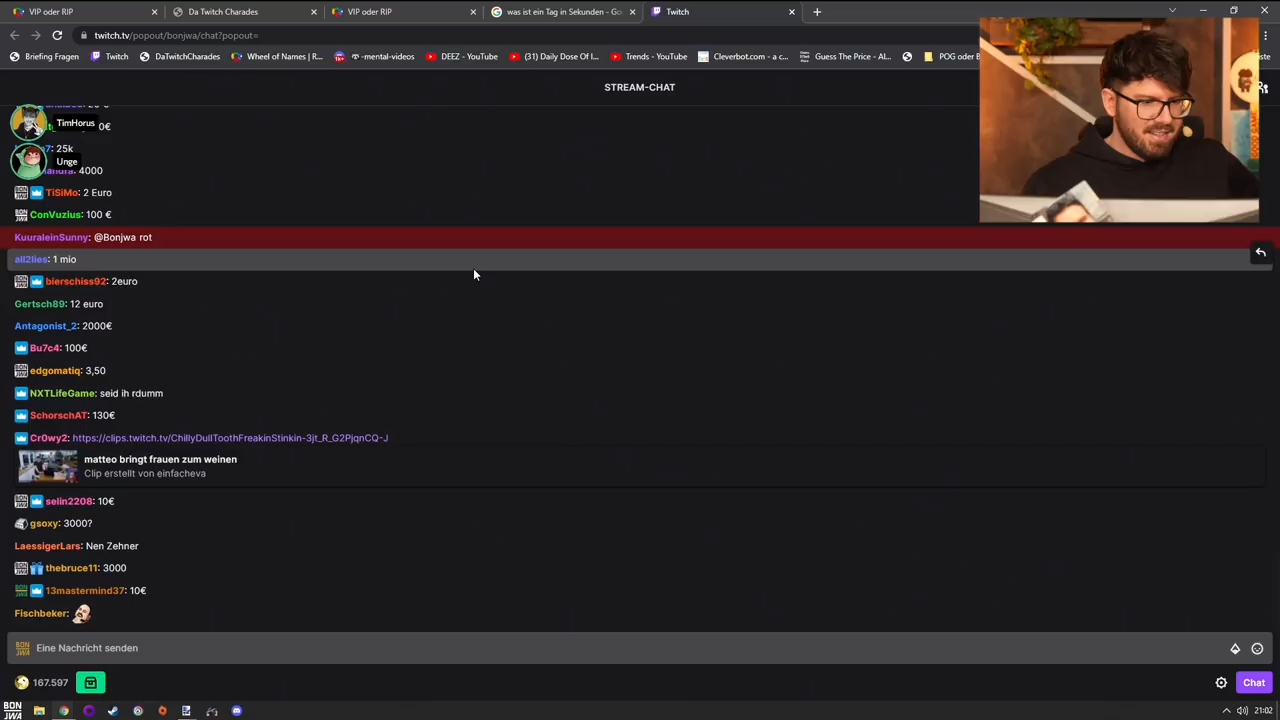 VIP oder RIP
Da Twitch Charades
VIP oder RIP
was ist ein Tag in Sekunden - Go
Twitch
twitch.tv/popout/bonjwa/chat?popout=
Briefing Fragen
Twitch
DaTwitchCharades
Wheel of Names | R...
-mental-videos
DEEZ - YouTube
(31) Daily Dose Of I...
Trends - YouTube
Cleverbot.com - a c...
Guess The Price - Al...
POG oder B
STREAM-CHAT
TimHorus
0€
7: 25k
Unge
4000
TiSiMo: 2 Euro
ConVuzius: 100 €
KuuraleinSunny: @Bonjwa rot
all2lies: 1 mio
bierschiss92: 2euro
Gertsch89: 12 euro
Antagonist_2: 2000€
Bu7c4: 100€
edgomatiq: 3,50
NXTLifeGame: seid ih rdumm
SchorschAT: 130€
Cr0wy2: https://clips.twitch.tv/ChillyDullToothFreakinStinkin-3jt_R_G2PjqnCQ-J
matteo bringt frauen zum weinen
Clip erstellt von einfacheva
selin2208: 10€
gsoxy: 3000?
LaessigerLars: Nen Zehner
thebruce11: 3000
13mastermind37: 10€
Fischbeker:
Eine Nachricht senden
167.597
Chat
BON
JWA
21:02